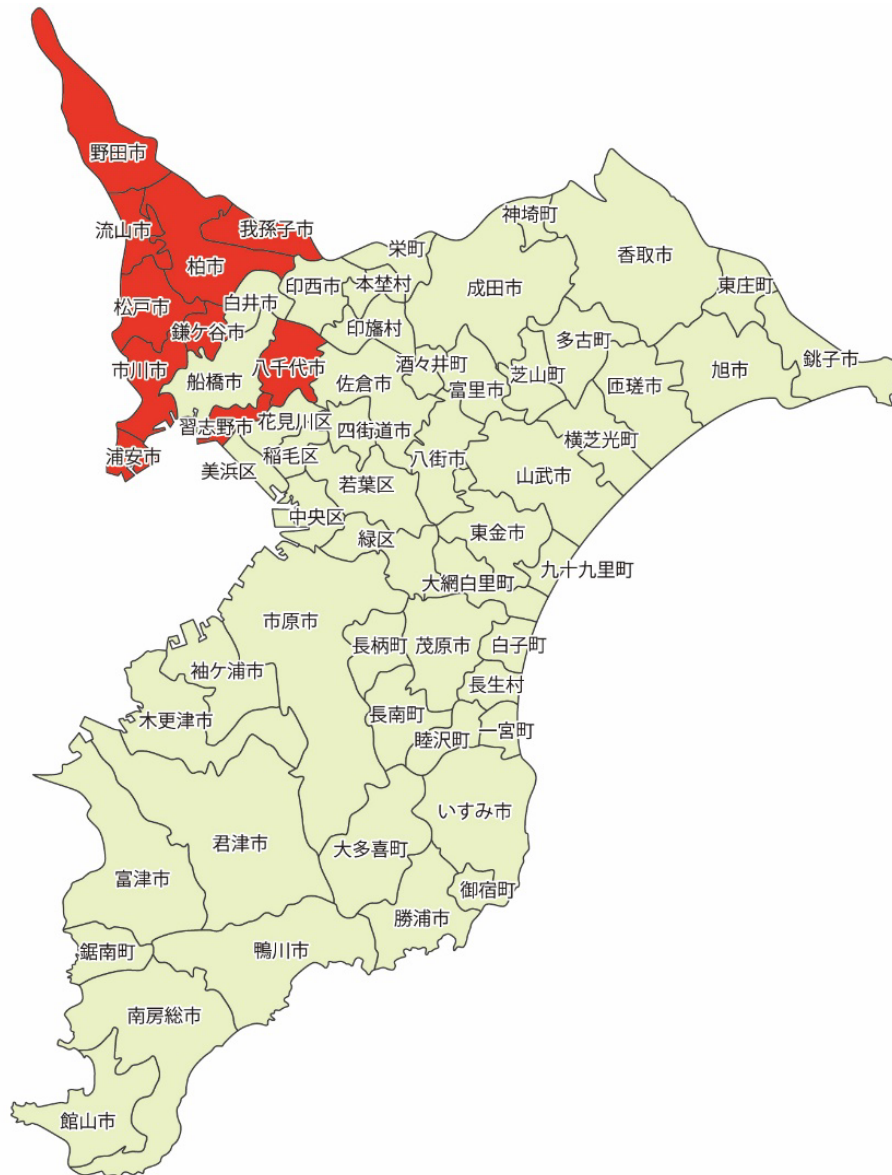 野田市
流山市
我孫子市
柏市
松戸市
鎌ケ谷市
白井市
印西市
本埜村
栄町
神埼町
成田市
香取市
東庄町
市川市
船橋市
八千代市
印旛村
佐倉市
酒々井町
富里市
芝山町
多古町
匝瑳市
旭市
銚子市
浦安市
習志野市
花見川区
四街道市
八街市
山武市
横芝光町
美浜区
稲毛区
若葉区
中央区
緑区
東金市
大網白里町
九十九里町
市原市
長柄町
茂原市
白子町
袖ケ浦市
長生村
木更津市
長南町
睦沢町
一宮町
いすみ市
君津市
大多喜町
富津市
御宿町
勝浦市
鋸南町
鴨川市
南房総市
館山市